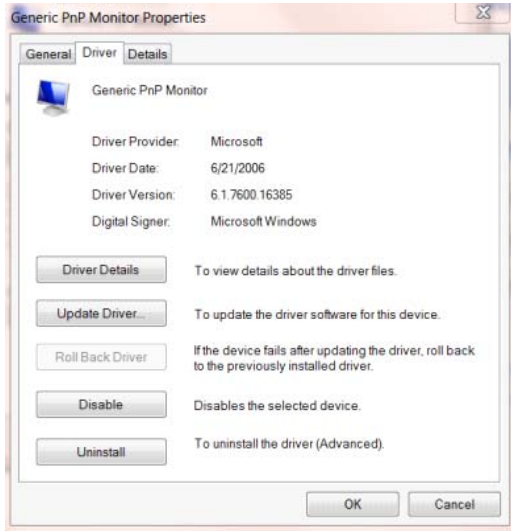 Generic PnP Monitor Properties
General Driver Details
Generic PnP Monitor
Driver Provider: Microsoft
Driver Date: 6/21/2006
Driver Version: 6.1.7600.16385
Digital Signer: Microsoft Windows
Driver Details To view details about the driver files.
Update Driver... To update the driver software for this device.
Roll Back Driver If the device fails after updating the driver, roll back
to the previously installed driver.
Disable Disables the selected device.
Uninstall To uninstall the driver (Advanced).
OK Cancel